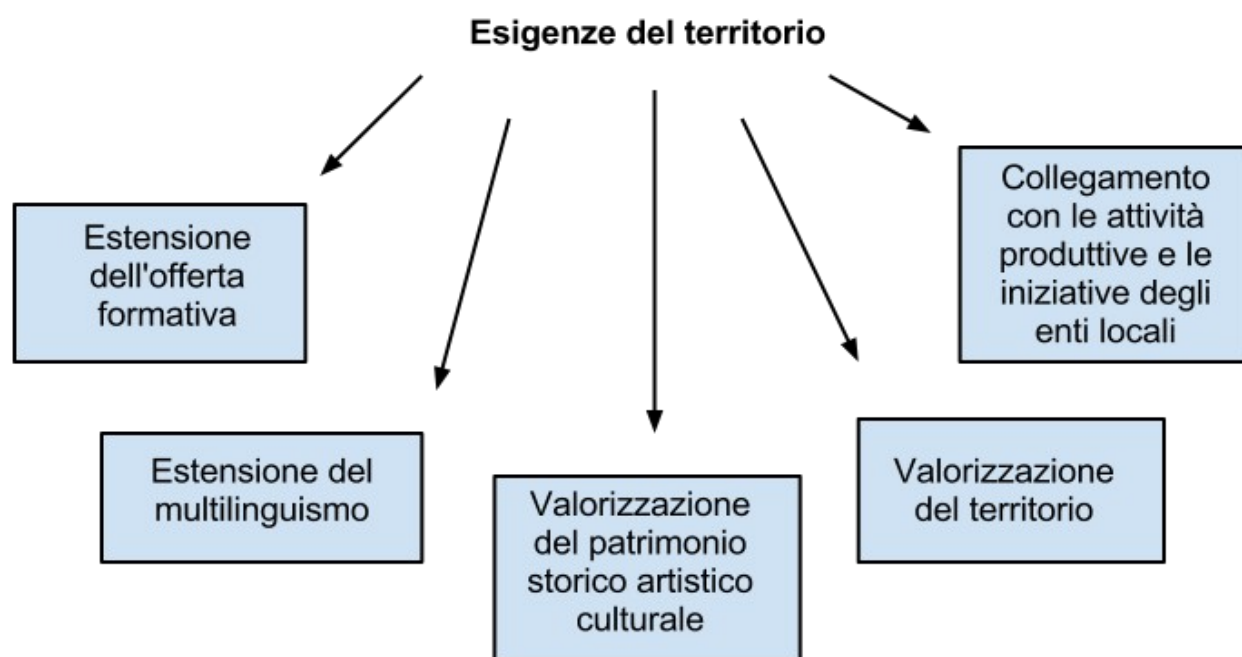 Esigenze del territorio
Estensione
dell'offerta
formativa
Estensione del
multilinguismo
Valorizzazione
del patrimonio
storico artistico
culturale
Valorizzazione
del territorio
Collegamento
con le attività
produttive e le
iniziative degli
enti locali